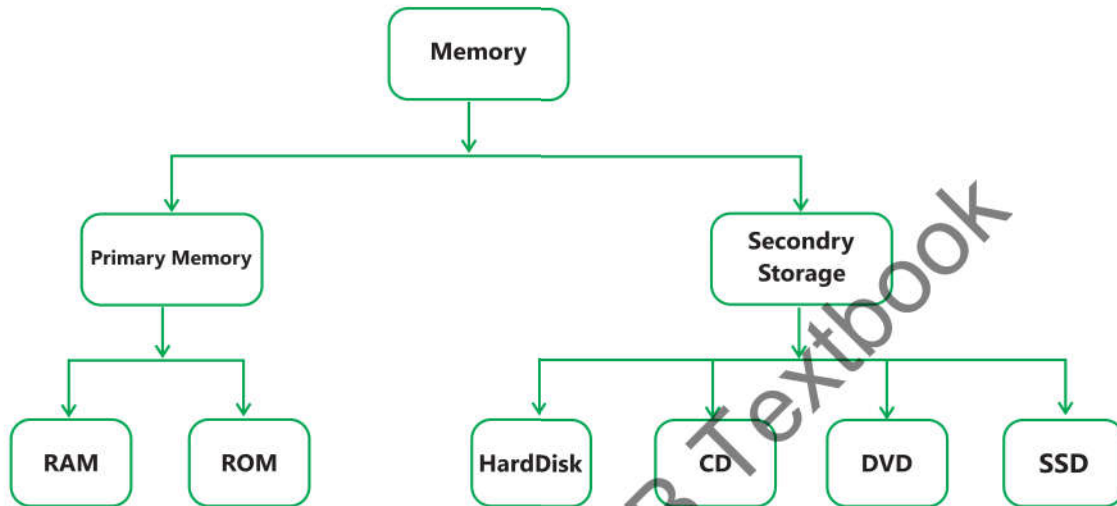 Memory
Primary Memory
Secondry
Storage
RAM
ROM
HardDisk
CD
DVD
SSD
Textbook